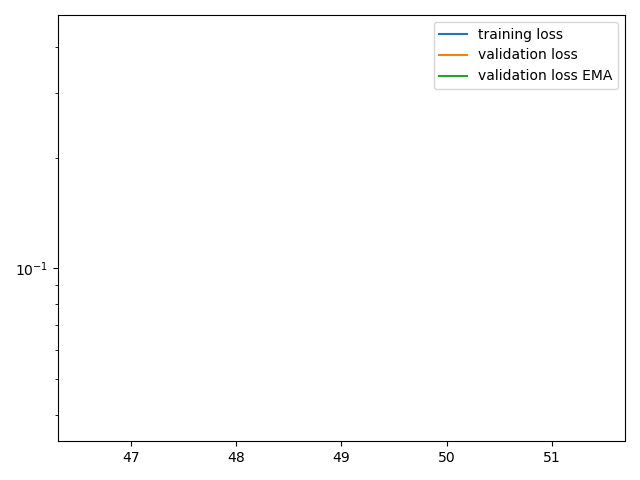 training loss
validation loss
validation loss EMA
10⁻¹
47 48 49 50 51